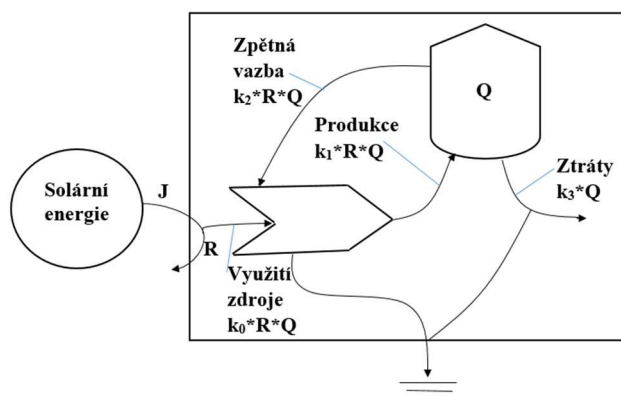 Zpětná
vazba
k₂*R*Q
Q
Produkce
k₁*R*Q
Ztráty
k₃*Q
Solární
energie
J
R
Využití
zdroje
k₀*R*Q